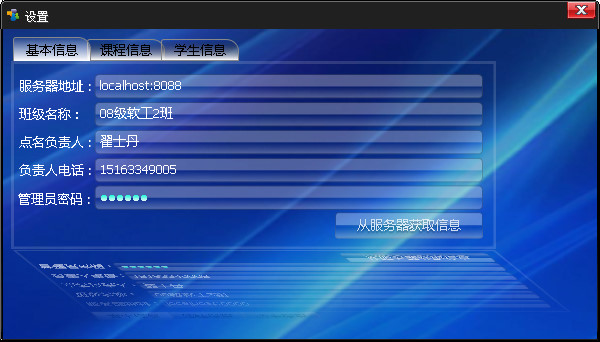 设置
基本信息 课程信息 学生信息
服务器地址： localhost:8088
班级名称： 08级软工2班
点名负责人： 翟士丹
负责人电话： 15163349005
管理员密码： ●●●●●●
从服务器获取信息